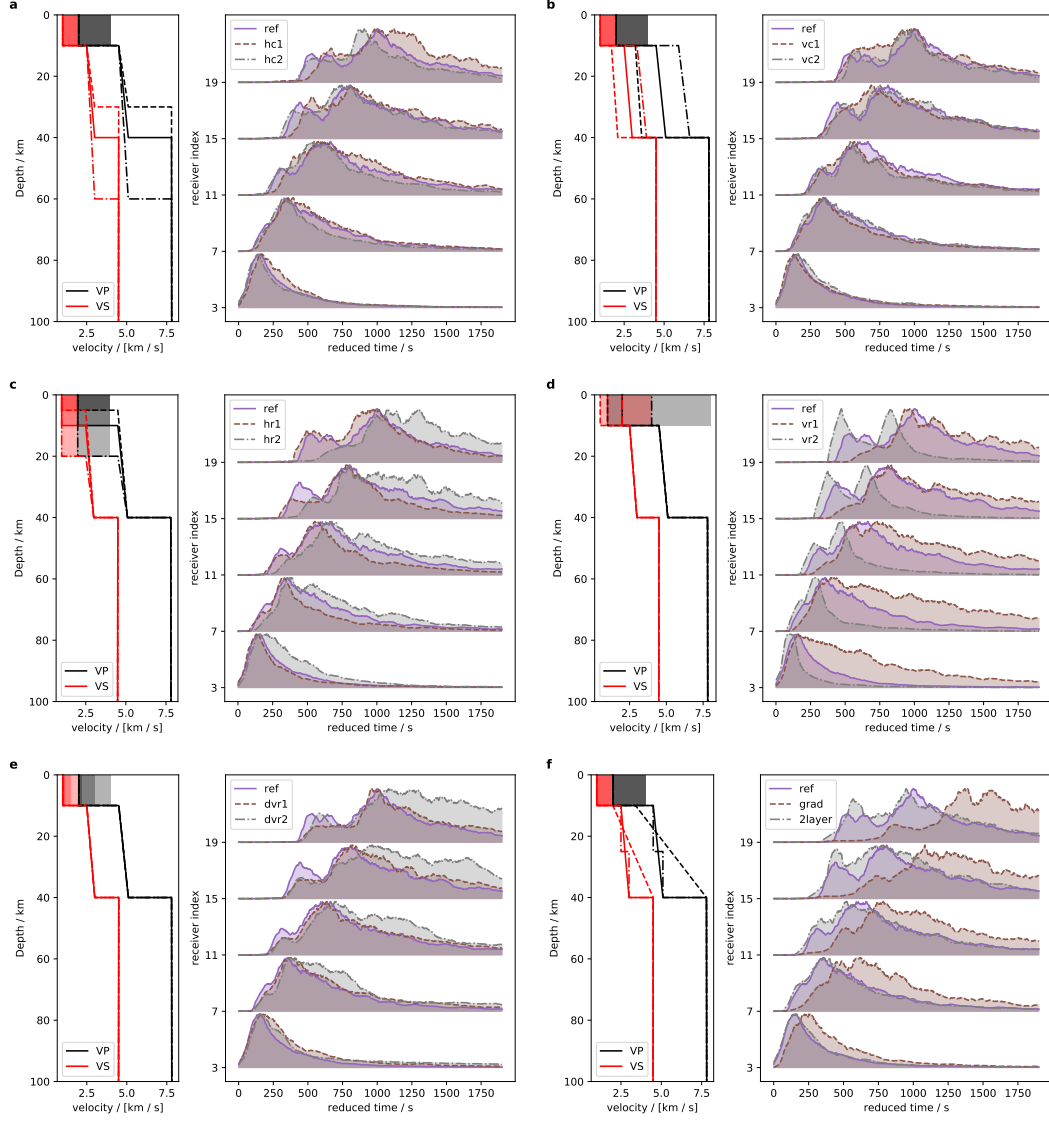 a
0
20
40
60
80
100
Depth / km
2.5 5.0 7.5
velocity / [km / s]
VP
VS
ref
hc1
hc2
19
15
11
7
3
receiver index
0 250 500 750 1000 1250 1500 1750
reduced time / s
b
0
20
40
60
80
100
Depth / km
2.5 5.0 7.5
velocity / [km / s]
VP
VS
ref
vc1
vc2
19
15
11
7
3
receiver index
0 250 500 750 1000 1250 1500 1750
reduced time / s
c
0
20
40
60
80
100
Depth / km
2.5 5.0 7.5
velocity / [km / s]
VP
VS
ref
hr1
hr2
19
15
11
7
3
receiver index
0 250 500 750 1000 1250 1500 1750
reduced time / s
d
0
20
40
60
80
100
Depth / km
2.5 5.0 7.5
velocity / [km / s]
VP
VS
ref
vr1
vr2
19
15
11
7
3
receiver index
0 250 500 750 1000 1250 1500 1750
reduced time / s
e
0
20
40
60
80
100
Depth / km
2.5 5.0 7.5
velocity / [km / s]
VP
VS
ref
dvr1
dvr2
19
15
11
7
3
receiver index
0 250 500 750 1000 1250 1500 1750
reduced time / s
f
0
20
40
60
80
100
Depth / km
2.5 5.0 7.5
velocity / [km / s]
VP
VS
ref
grad
2layer
19
15
11
7
3
receiver index
0 250 500 750 1000 1250 1500 1750
reduced time / s